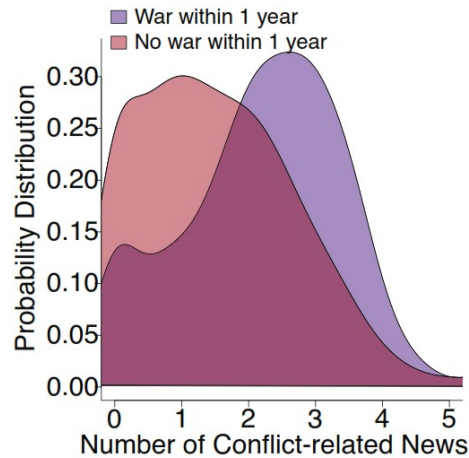 War within 1 year
No war within 1 year
Probability Distribution
0.30
0.25
0.20
0.15
0.10
0.05
0.00
0 1 2 3 4 5
Number of Conflict-related News